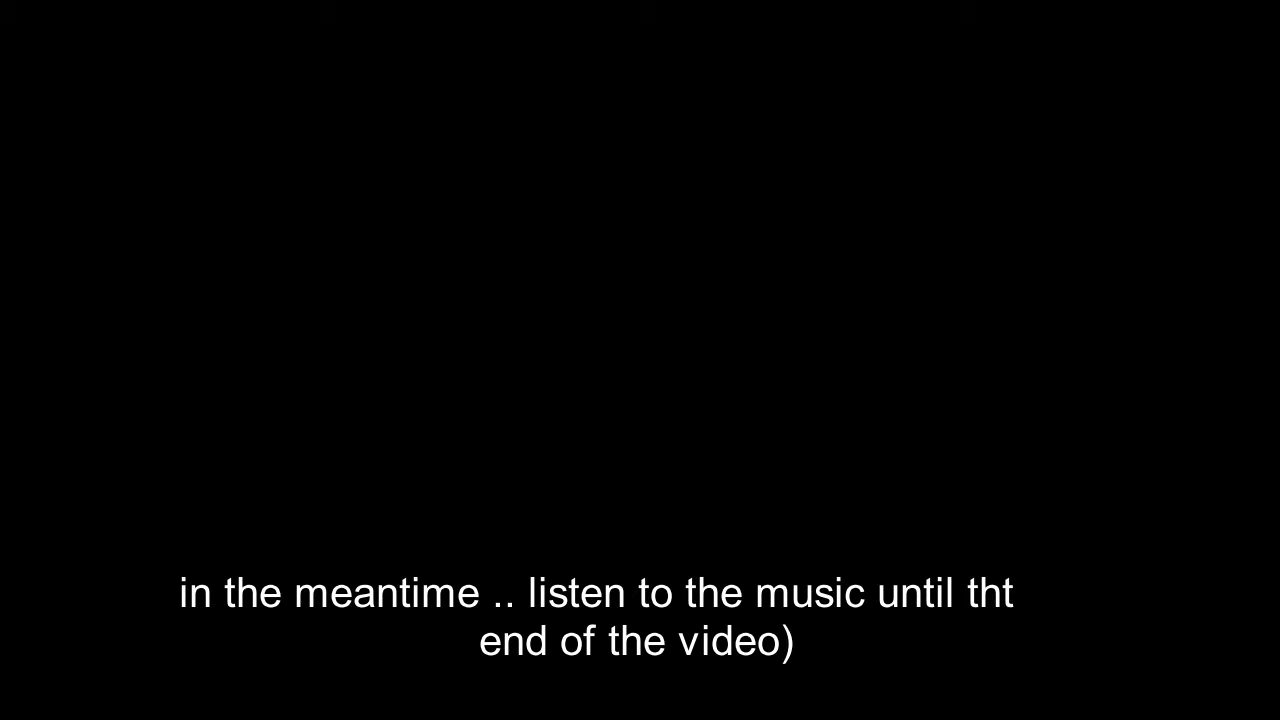 in the meantime .. listen to the music until tht
end of the video)